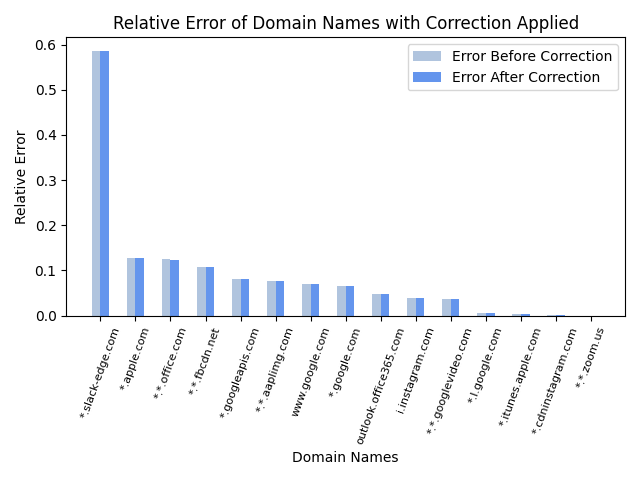 Relative Error of Domain Names with Correction Applied
Error Before Correction
Error After Correction
Relative Error
0.6
0.5
0.4
0.3
0.2
0.1
0.0
*.slack-edge.com
*.apple.com
*.*.office.com
*.*.fbcdn.net
*.googleapis.com
*.*.aaplimg.com
www.google.com
*.google.com
outlook.office365.com
i.instagram.com
*.*.googlevideo.com
*.l.google.com
*.itunes.apple.com
*.cdninstagram.com
*.*.zoom.us
Domain Names